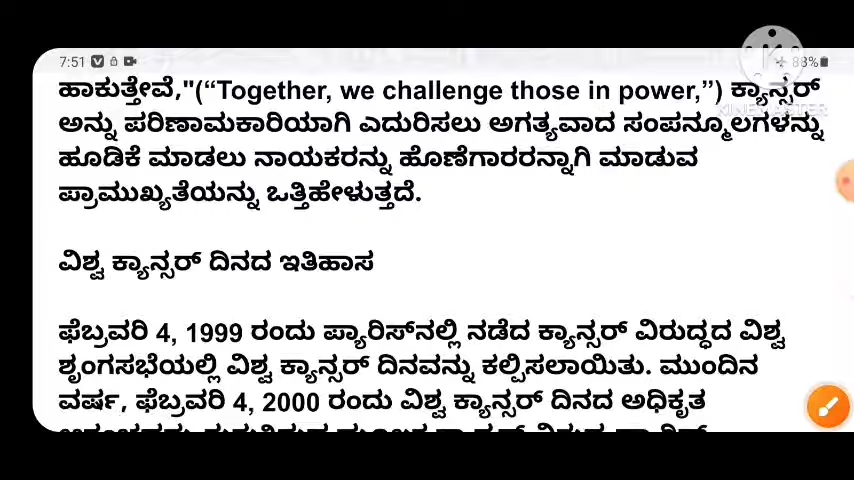 7:51
88%
KINEMASTER
ಹಾಕುತ್ತೇವೆ,"(“Together, we challenge those in power,”) ಕ್ಯಾನ್ಸರ್
ಅನ್ನು ಪರಿಣಾಮಕಾರಿಯಾಗಿ ಎದುರಿಸಲು ಅಗತ್ಯವಾದ ಸಂಪನ್ಮೂಲಗಳನ್ನು
ಹೂಡಿಕೆ ಮಾಡಲು ನಾಯಕರನ್ನು ಹೊಣೆಗಾರರನ್ನಾಗಿ ಮಾಡುವ
ಪ್ರಾಮುಖ್ಯತೆಯನ್ನು ಒತ್ತಿಹೇಳುತ್ತದೆ.
ವಿಶ್ವ ಕ್ಯಾನ್ಸರ್ ದಿನದ ಇತಿಹಾಸ
ಫೆಬ್ರವರಿ 4, 1999 ರಂದು ಪ್ಯಾರಿಸ್‌ನಲ್ಲಿ ನಡೆದ ಕ್ಯಾನ್ಸರ್ ವಿರುದ್ಧದ ವಿಶ್ವ
ಶೃಂಗಸಭೆಯಲ್ಲಿ ವಿಶ್ವ ಕ್ಯಾನ್ಸರ್ ದಿನವನ್ನು ಕಲ್ಪಿಸಲಾಯಿತು. ಮುಂದಿನ
ವರ್ಷ, ಫೆಬ್ರವರಿ 4, 2000 ರಂದು ವಿಶ್ವ ಕ್ಯಾನ್ಸರ್ ದಿನದ ಅಧಿಕೃತ